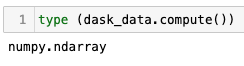 1 type (dask_data.compute())
numpy.ndarray